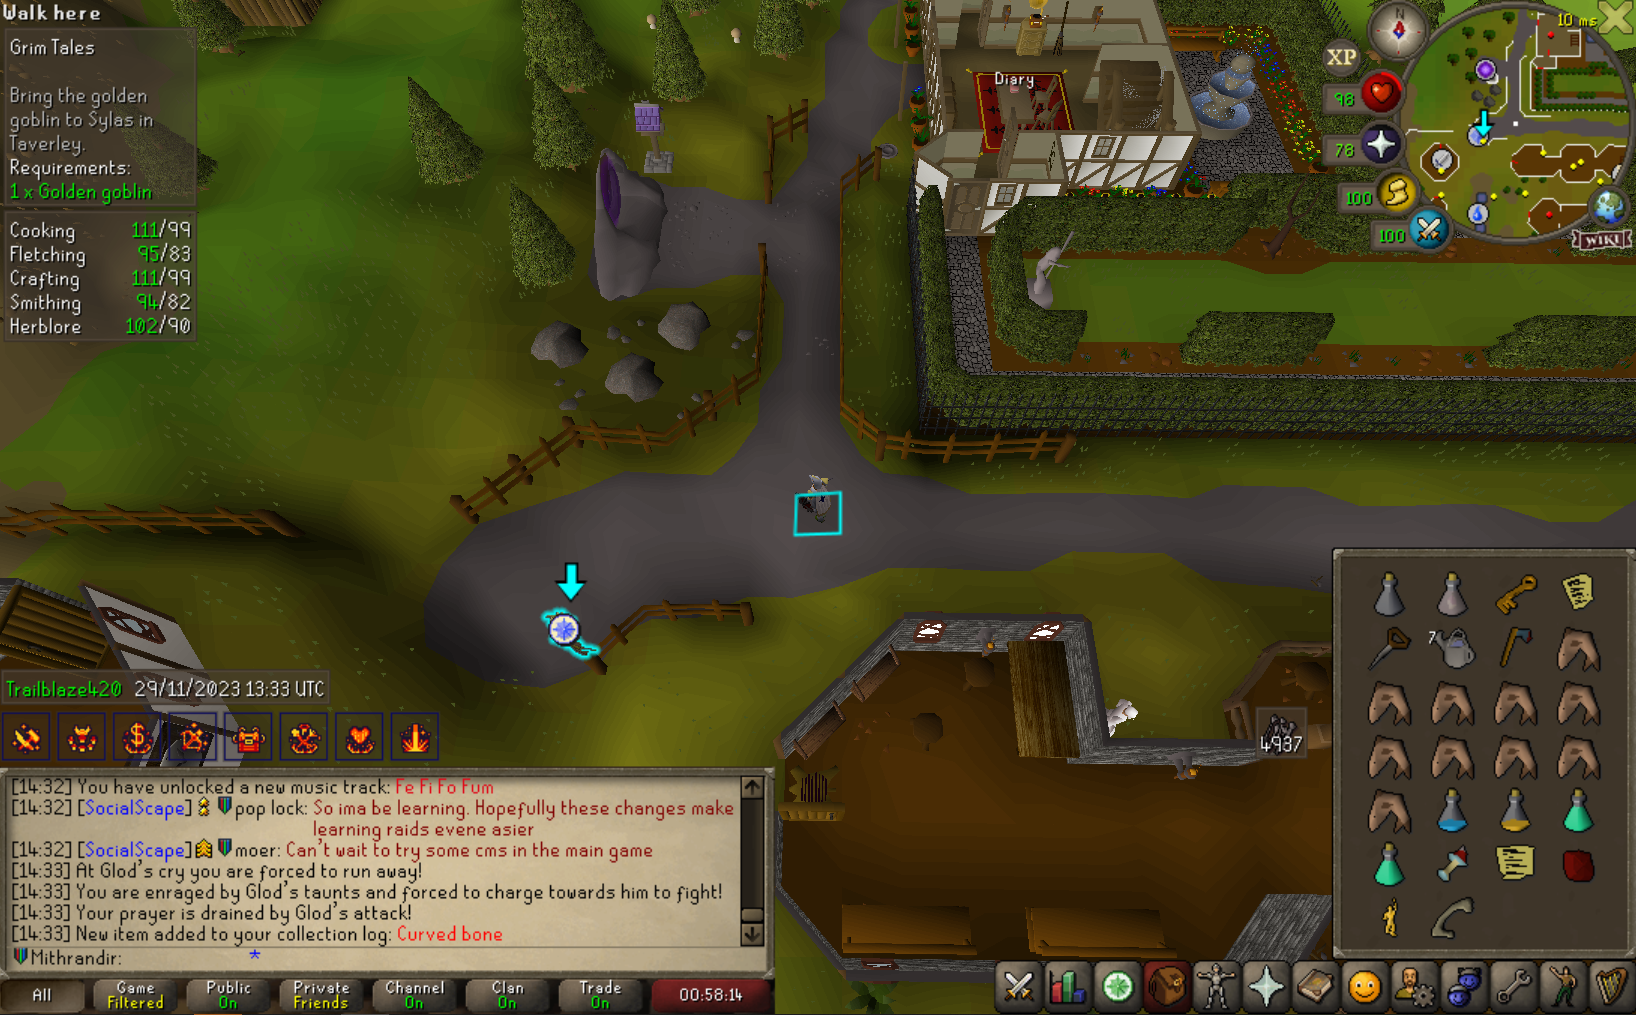 Walk here
Grim Tales
Bring the golden
goblin to Sylas in
Taverley.
Requirements:
1 x Golden goblin
Cooking 111/99
Fletching 95/83
Crafting 111/99
Smithing 94/82
Herblore 102/90
Diary
10 ms
XP
N
98
78
100
100
WIKI
Trailblaze420 29/11/2023 13:33 UTC
7
4937
[14:32] You have unlocked a new music track: Fe Fi Fo Fum
[14:32] [SocialScape] pop lock: So ima be learning. Hopefully these changes make
learning raids evene asier
[14:32] [SocialScape] moer: Can't wait to try some cms in the main game
[14:33] At Glod's cry you are forced to run away!
[14:33] You are enraged by Glod's taunts and forced to charge towards him to fight!
[14:33] Your prayer is drained by Glod's attack!
[14:33] New item added to your collection log: Curved bone
Mithrandir: *
All
Game
Filtered
Public
On
Private
Friends
Channel
On
Clan
On
Trade
On
00:58:14